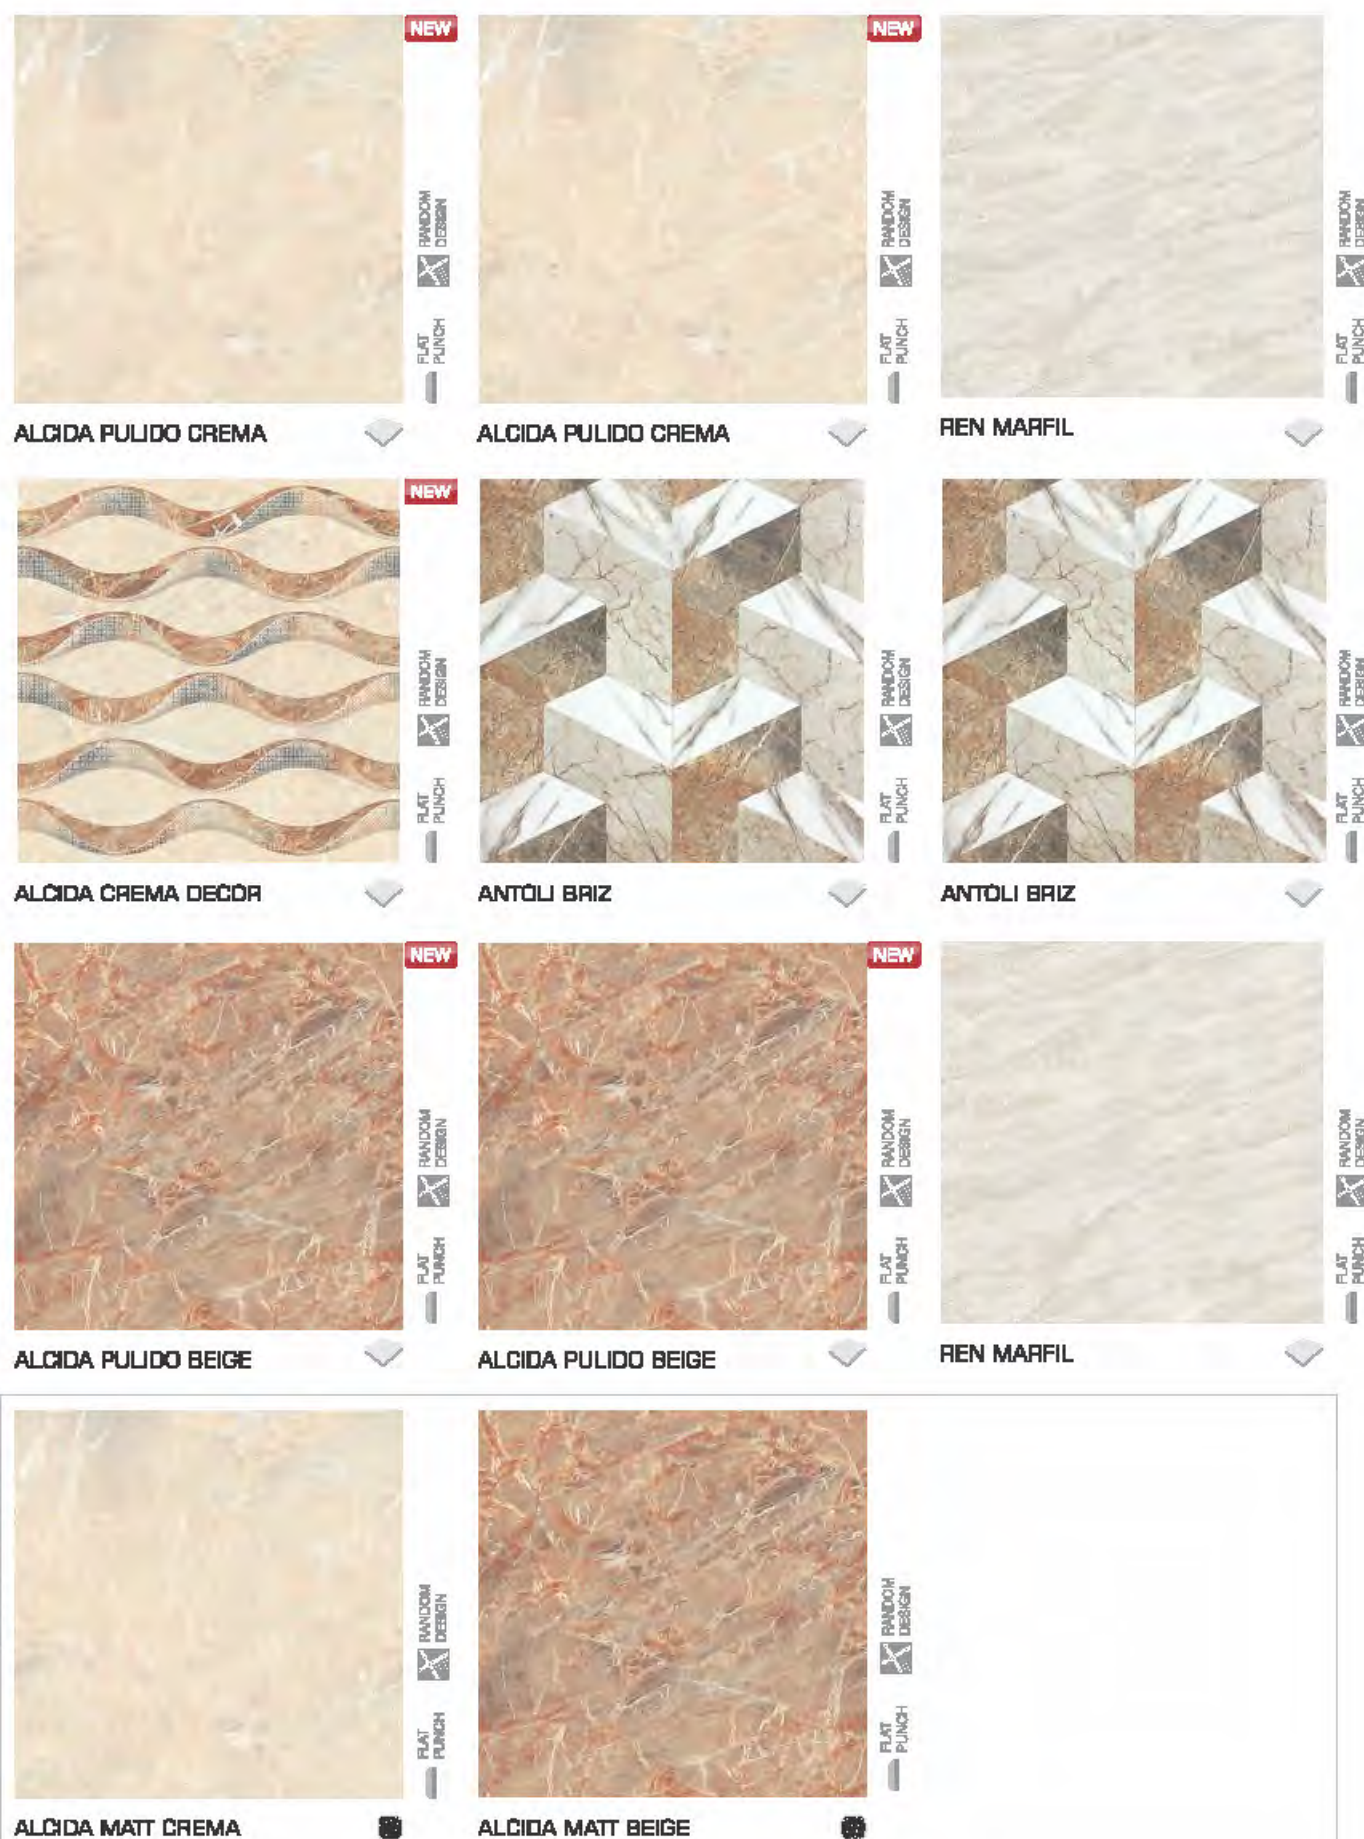 NEW
RANDOM
DESIGN
FLAT
PUNCH
ALCIDA PULIDO CREMA
NEW
RANDOM
DESIGN
FLAT
PUNCH
ALCIDA PULIDO CREMA
RANDOM
DESIGN
FLAT
PUNCH
REN MARFIL
NEW
RANDOM
DESIGN
FLAT
PUNCH
ALCIDA CREMA DECOR
RANDOM
DESIGN
FLAT
PUNCH
ANTOLI BRIZ
RANDOM
DESIGN
FLAT
PUNCH
ANTOLI BRIZ
NEW
RANDOM
DESIGN
FLAT
PUNCH
ALCIDA PULIDO BEIGE
NEW
RANDOM
DESIGN
FLAT
PUNCH
ALCIDA PULIDO BEIGE
RANDOM
DESIGN
FLAT
PUNCH
REN MARFIL
RANDOM
DESIGN
FLAT
PUNCH
ALCIDA MATT CREMA
RANDOM
DESIGN
FLAT
PUNCH
ALCIDA MATT BEIGE